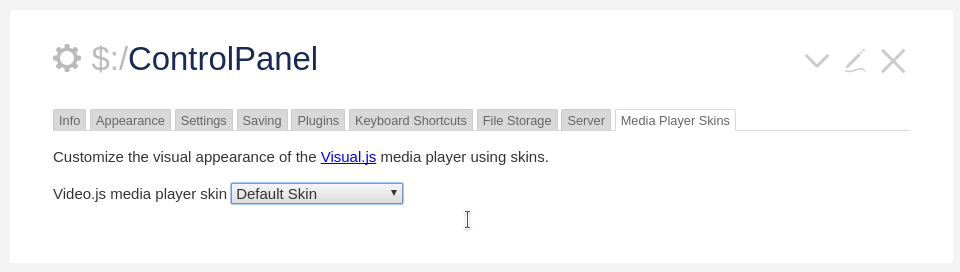 $:/ControlPanel
Info Appearance Settings Saving Plugins Keyboard Shortcuts File Storage Server Media Player Skins
Customize the visual appearance of the Visual.js media player using skins.
Video.js media player skin Default Skin